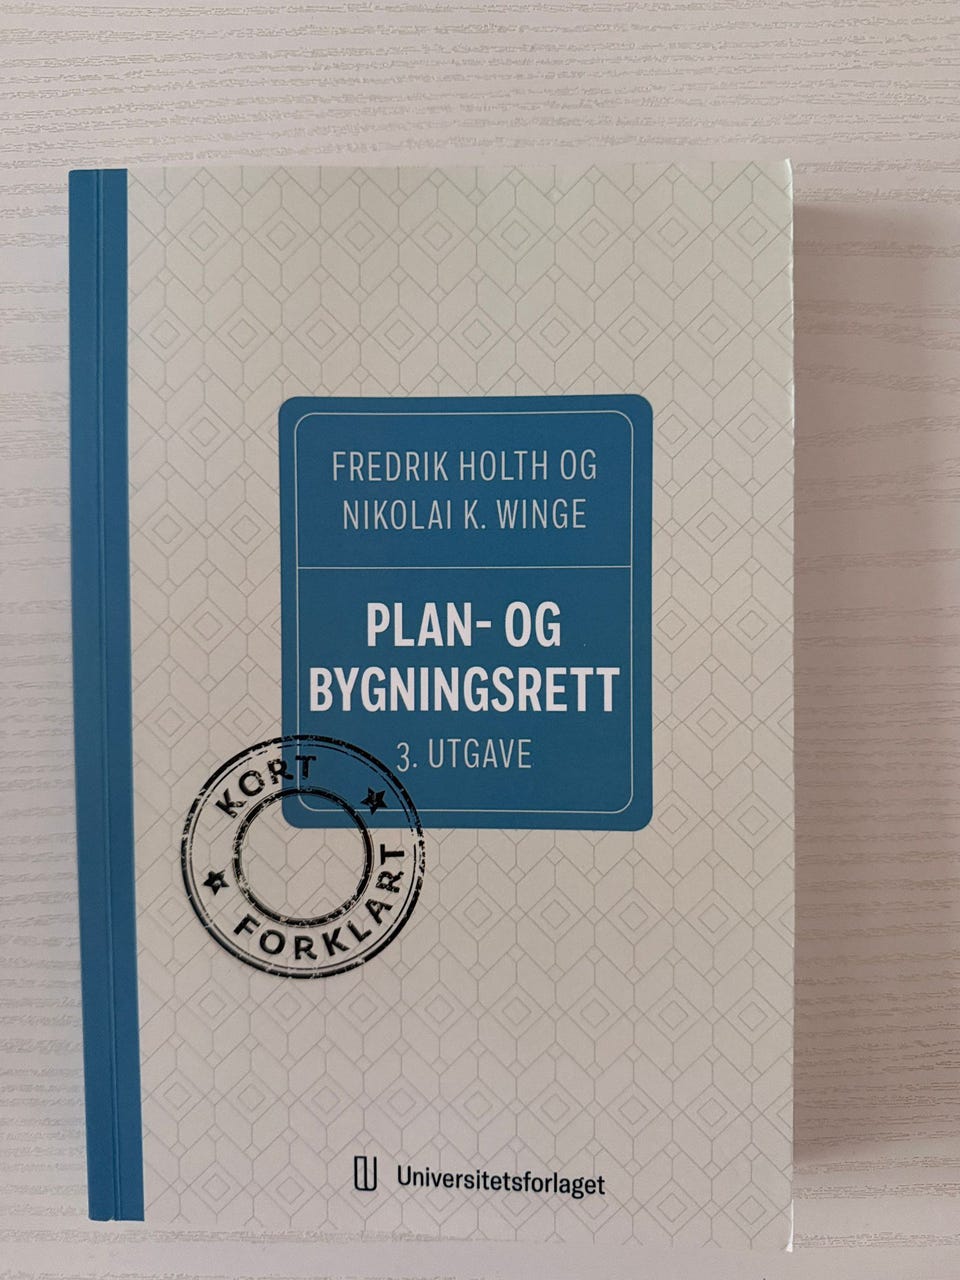 FREDRIK HOLTH OG
NIKOLAI K. WINGE
PLAN- OG
BYGNINGSRETT
3. UTGAVE
KORT
FORKLART
Universitetsforlaget